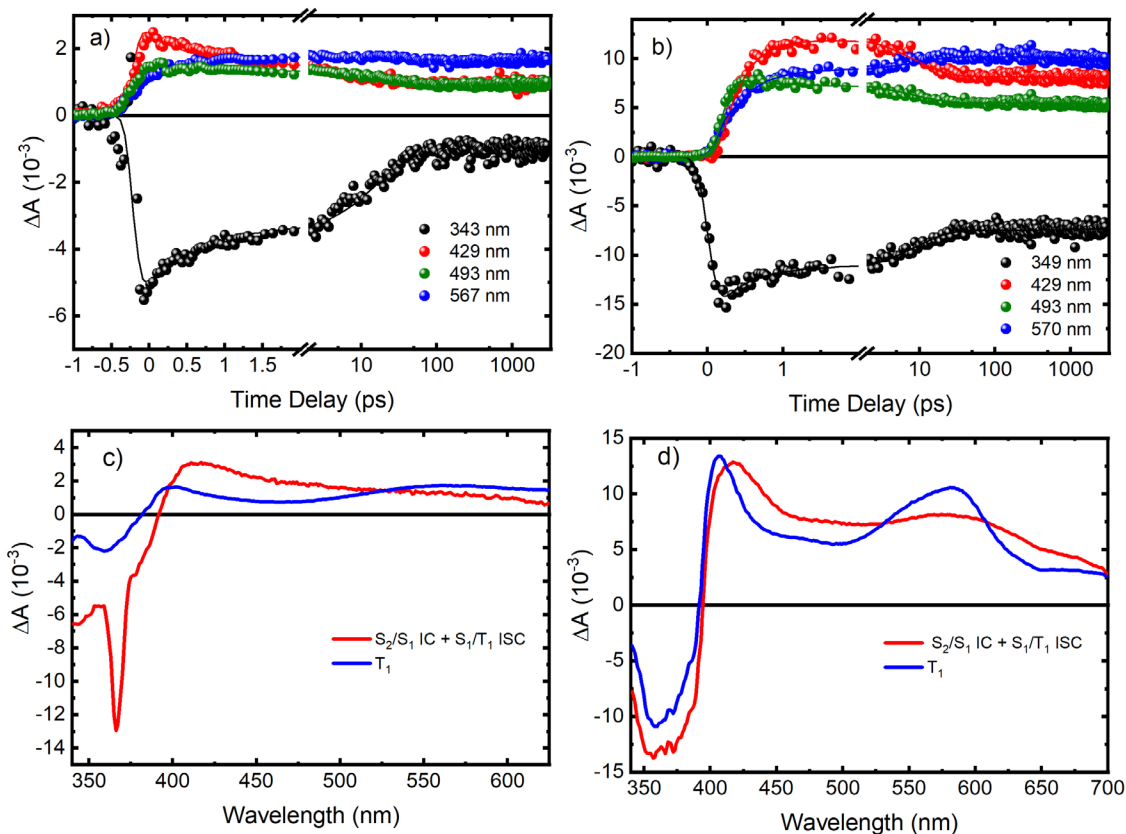 a)
ΔA (10⁻³)
2
0
-2
-4
-6
343 nm
429 nm
493 nm
567 nm
-1 -0.5 0 0.5 1 1.5 10 100 1000
Time Delay (ps)
b)
ΔA (10⁻³)
10
5
0
-5
-10
-15
-20
349 nm
429 nm
493 nm
570 nm
-1 0 1 10 100 1000
Time Delay (ps)
c)
ΔA (10⁻³)
4
2
0
-2
-4
-6
-8
-10
-12
-14
S₂/S₁ IC + S₁/T₁ ISC
T₁
350 400 450 500 550 600
Wavelength (nm)
d)
ΔA (10⁻³)
15
10
5
0
-5
-10
-15
S₂/S₁ IC + S₁/T₁ ISC
T₁
350 400 450 500 550 600 650 700
Wavelength (nm)